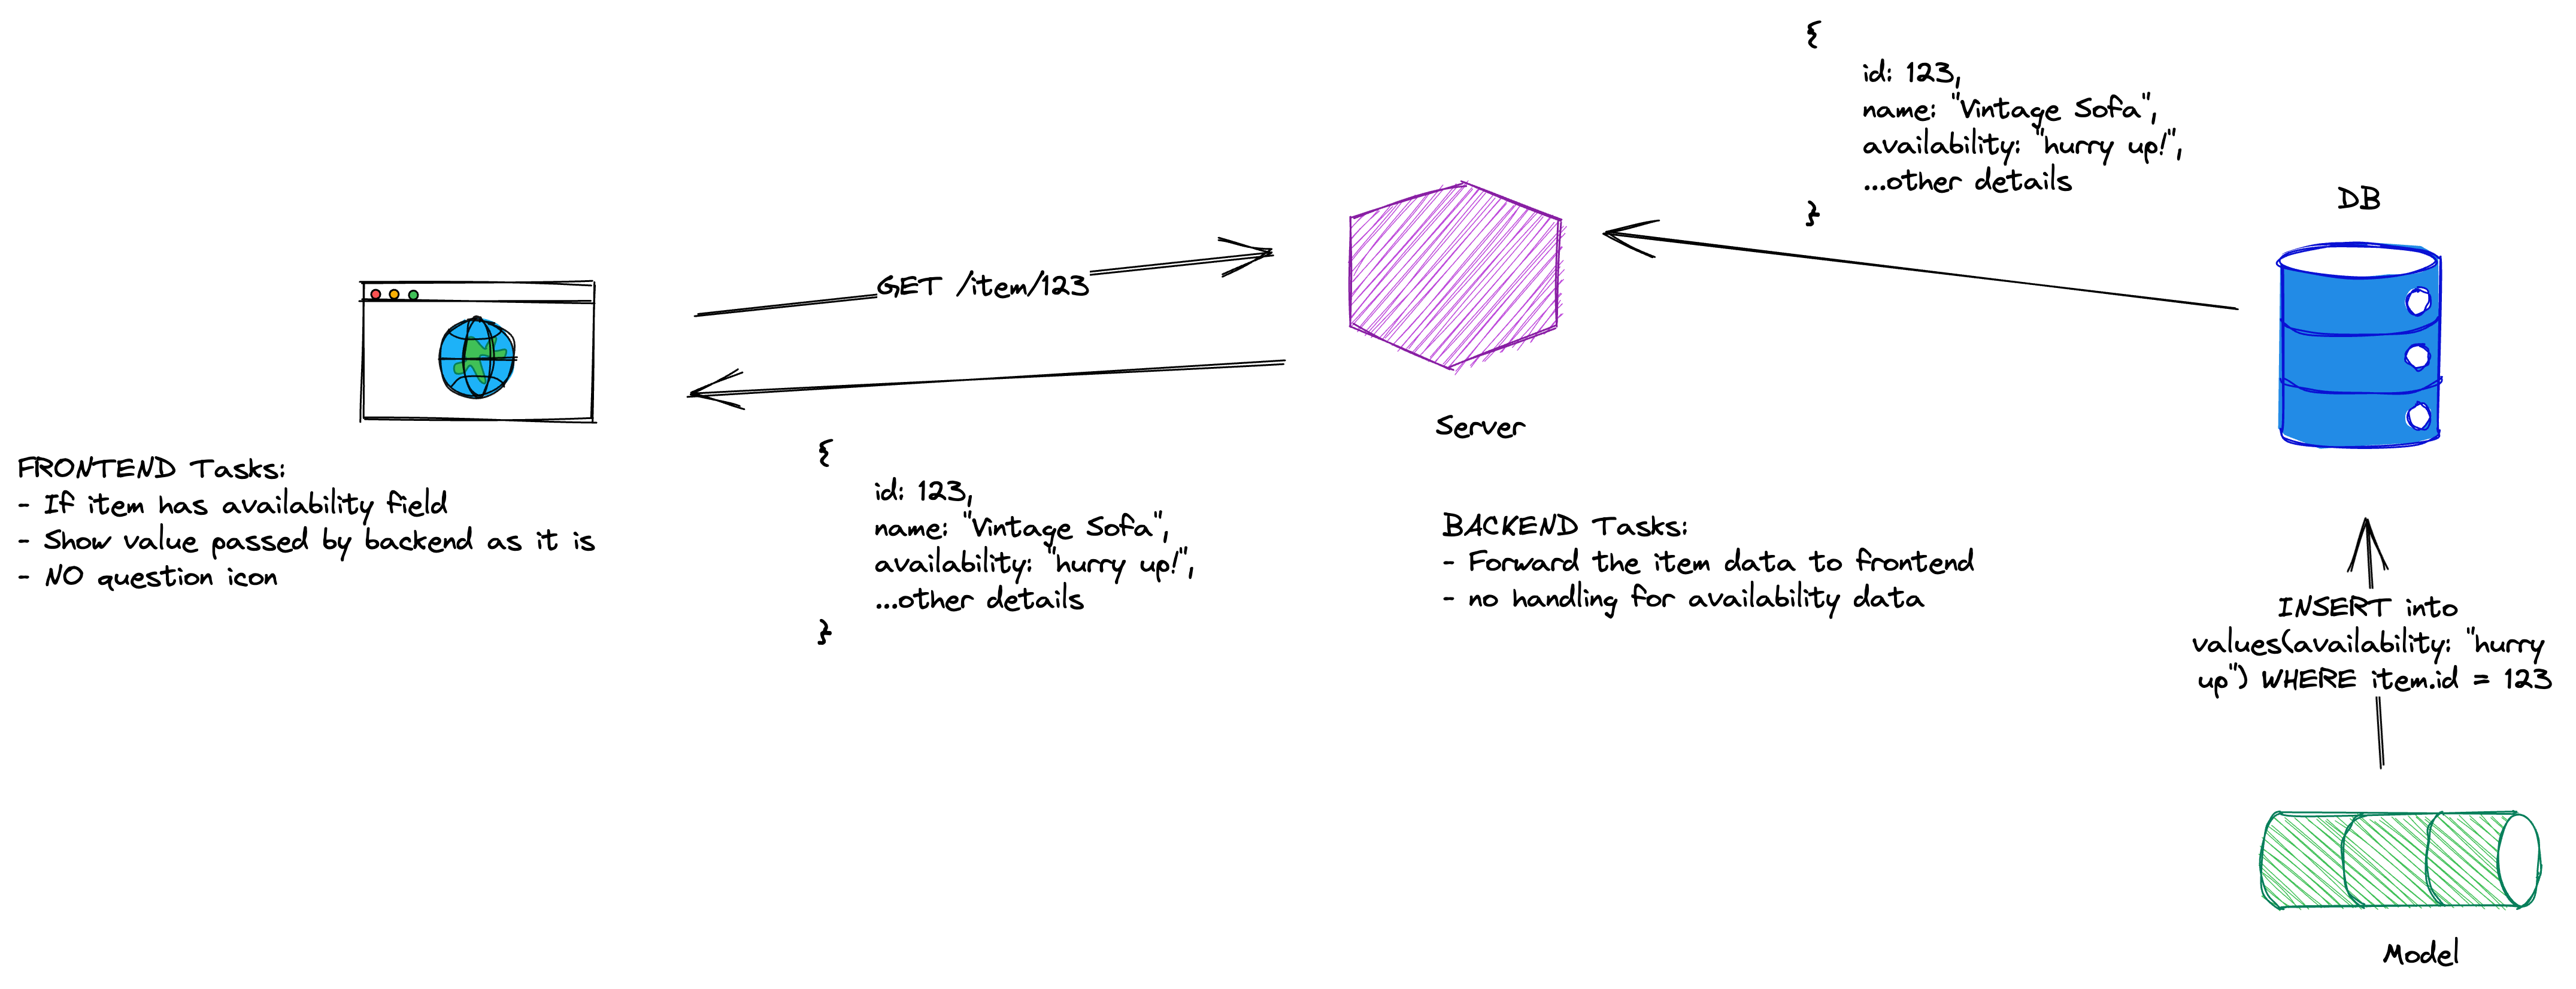 GET /item/123
{
id: 123,
name: "Vintage Sofa",
availability: "hurry up!",
...other details
}
DB
Server
FRONTEND Tasks:
- If item has availability field
- Show value passed by backend as it is
- NO question icon
{
id: 123,
name: "Vintage Sofa",
availability: "hurry up!",
...other details
}
BACKEND Tasks:
- Forward the item data to frontend
- no handling for availability data
INSERT into
values(availability: "hurry
up") WHERE item.id = 123
Model